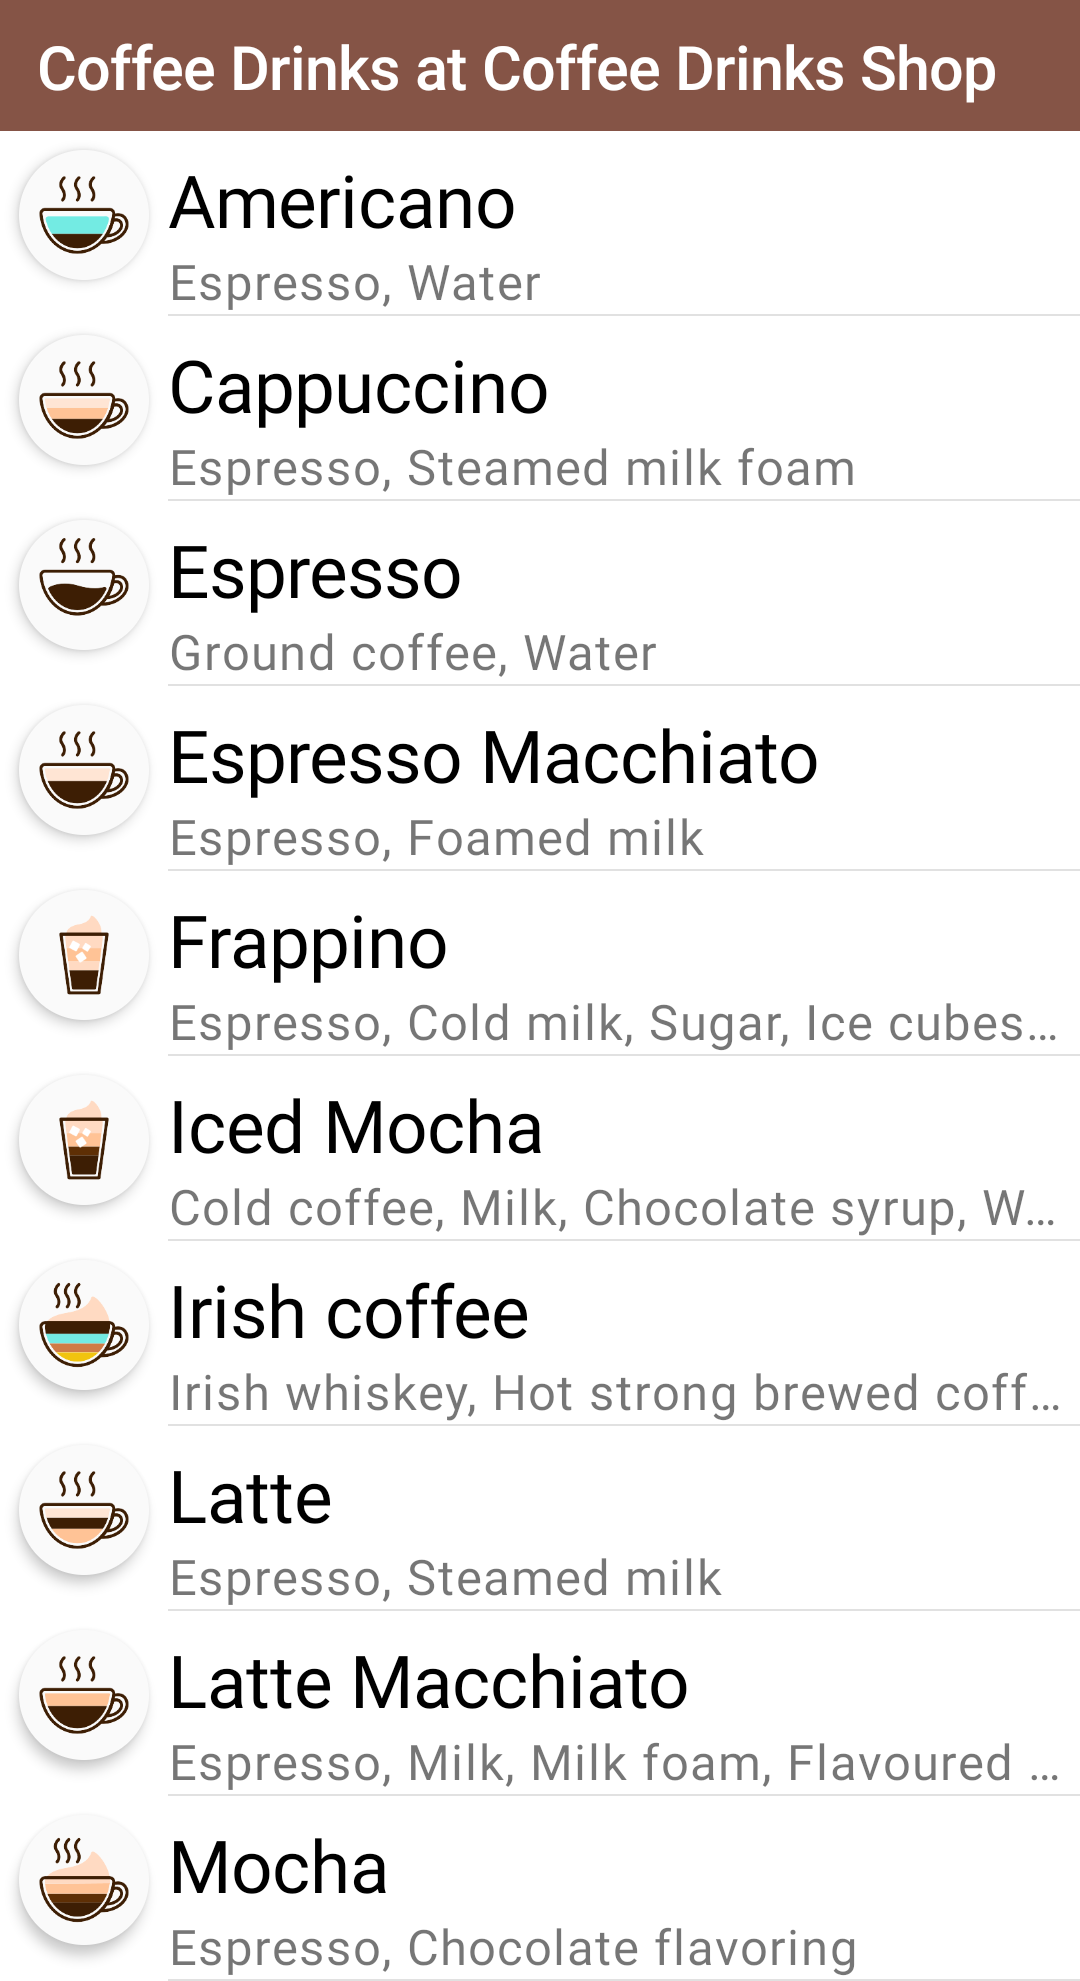 Coffee Drinks at Coffee Drinks Shop
Americano
Espresso, Water
Cappuccino
Espresso, Steamed milk foam
Espresso
Ground coffee, Water
Espresso Macchiato
Espresso, Foamed milk
Frappino
Espresso, Cold milk, Sugar, Ice cubes…
Iced Mocha
Cold coffee, Milk, Chocolate syrup, W…
Irish coffee
Irish whiskey, Hot strong brewed coff…
Latte
Espresso, Steamed milk
Latte Macchiato
Espresso, Milk, Milk foam, Flavoured …
Mocha
Espresso, Chocolate flavoring